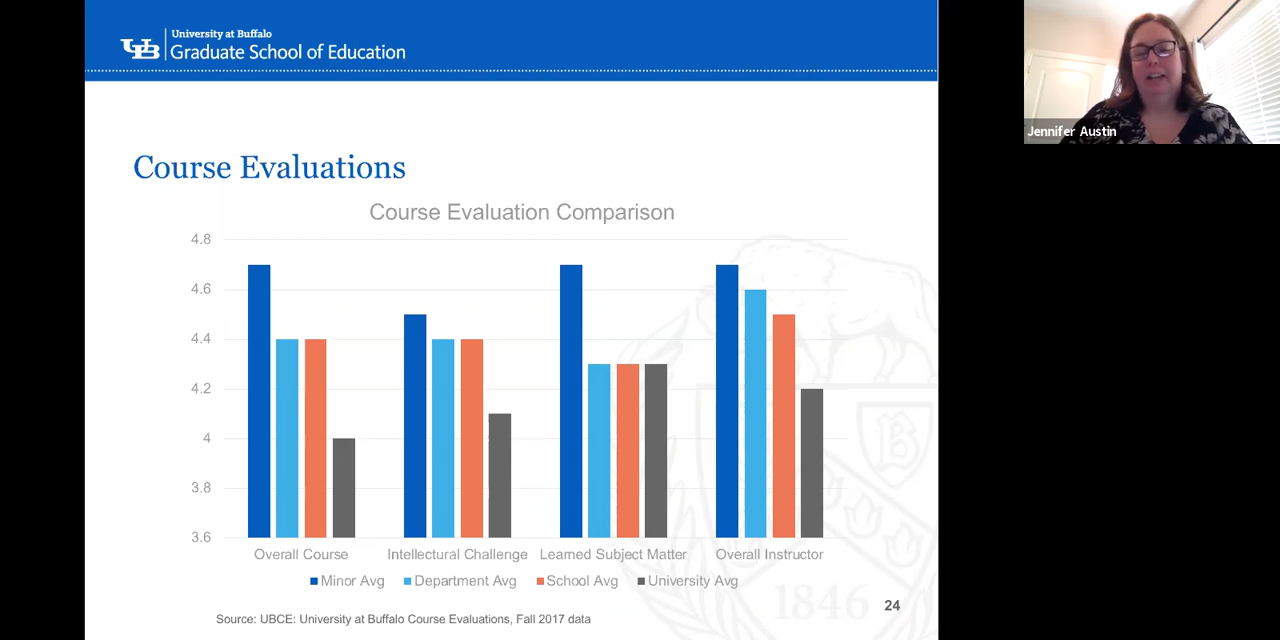 University at Buffalo
UB Graduate School of Education
Jennifer Austin
Course Evaluations
Course Evaluation Comparison
4.8
4.6
4.4
4.2
4
3.8
3.6
Overall Course Intellectual Challenge Learned Subject Matter Overall Instructor
Minor Avg Department Avg School Avg University Avg
B
1846
24
Source: UBCE: University at Buffalo Course Evaluations, Fall 2017 data